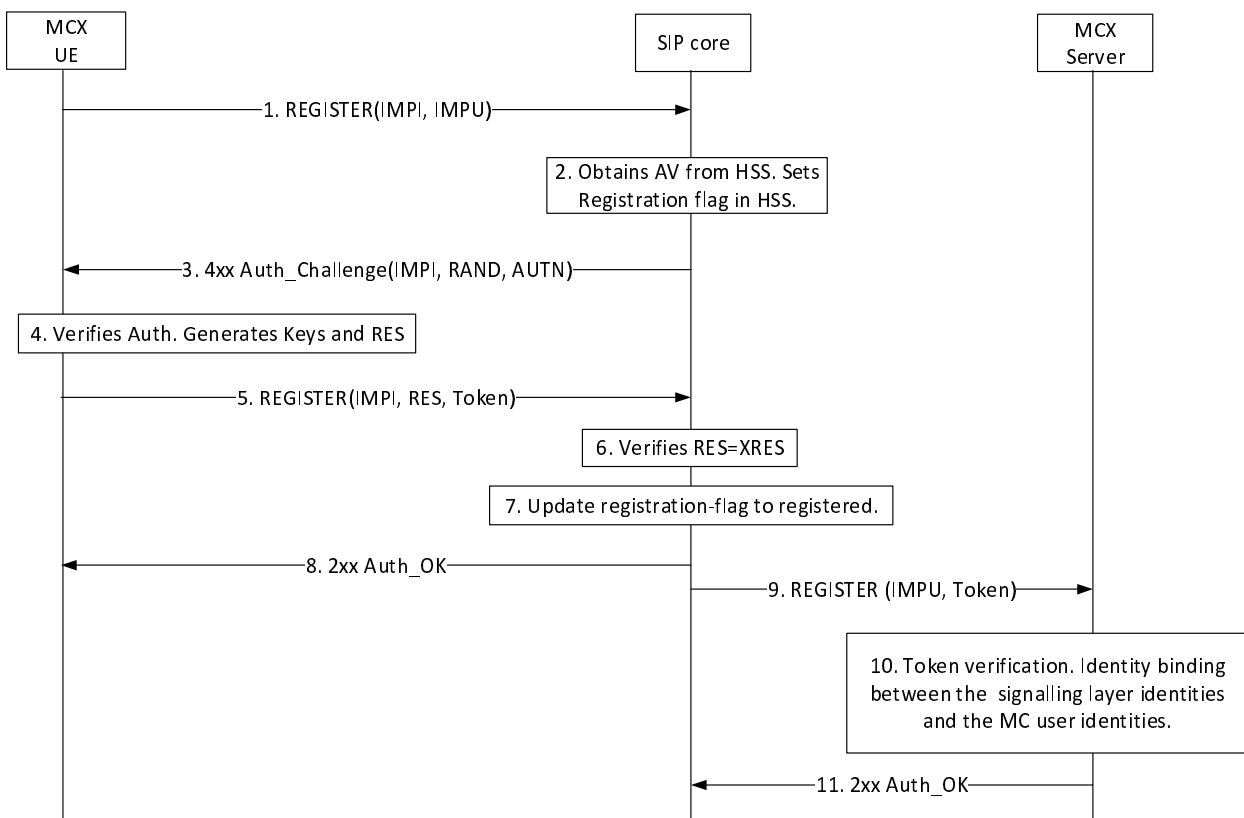 MCX
UE
SIP core
MCX
Server
1. REGISTER(IMPI, IMPU)
2. Obtains AV from HSS. Sets
Registration flag in HSS.
3. 4xx Auth_Challenge(IMPI, RAND, AUTN)
4. Verifies Auth. Generates Keys and RES
5. REGISTER(IMPI, RES, Token)
6. Verifies RES=XRES
7. Update registration-flag to registered.
8. 2xx Auth_OK
9. REGISTER (IMPU, Token)
10. Token verification. Identity binding
between the signalling layer identities
and the MC user identities.
11. 2xx Auth_OK